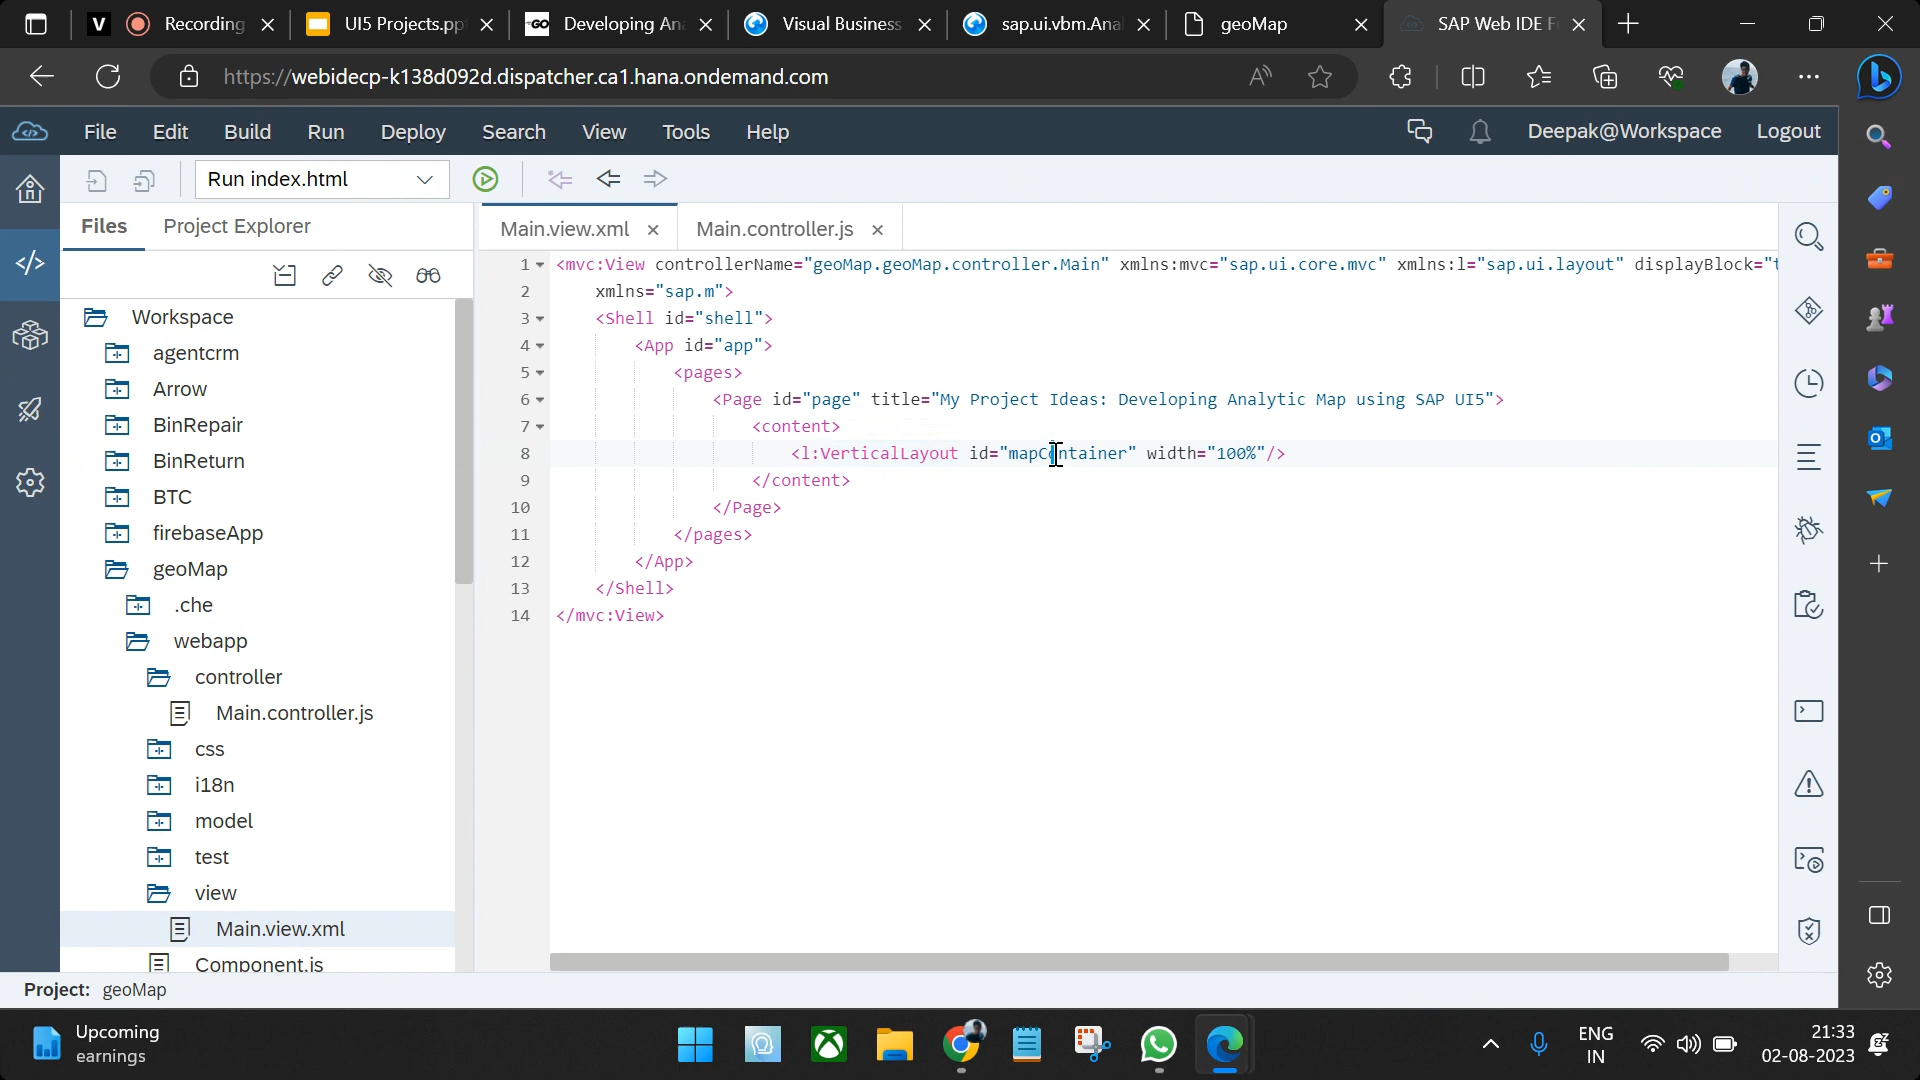 Recording
UI5 Projects.pp
Developing An
Visual Business
sap.ui.vbm.Anal
geoMap
SAP Web IDE F
https://webidecp-k138d092d.dispatcher.ca1.hana.ondemand.com
File Edit Build Run Deploy Search View Tools Help
Deepak@Workspace Logout
Run index.html
Files Project Explorer
Workspace
agentcrm
Arrow
BinRepair
BinReturn
BTC
firebaseApp
geoMap
.che
webapp
controller
Main.controller.js
css
i18n
model
test
view
Main.view.xml
Component.js
Main.view.xml
Main.controller.js
1 <mvc:View controllerName="geoMap.geoMap.controller.Main" xmlns:mvc="sap.ui.core.mvc" xmlns:l="sap.ui.layout" displayBlock="t
2 xmlns="sap.m">
3 <Shell id="shell">
4 <App id="app">
5 <pages>
6 <Page id="page" title="My Project Ideas: Developing Analytic Map using SAP UI5">
7 <content>
8 <l:VerticalLayout id="mapContainer" width="100%"/>
9 </content>
10 </Page>
11 </pages>
12 </App>
13 </Shell>
14 </mvc:View>
Project: geoMap
Upcoming
earnings
ENG
IN
21:33
02-08-2023